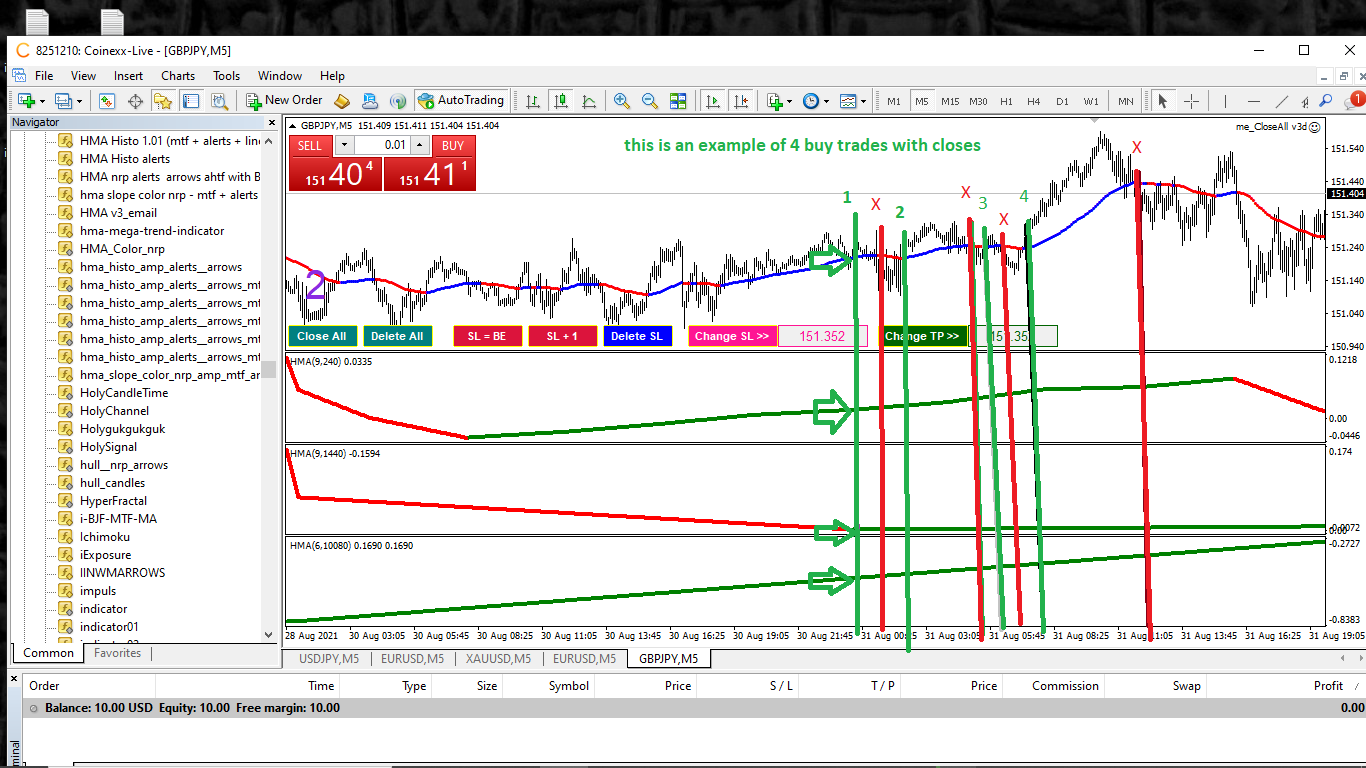 8251210: Coinexx-Live - [GBPJPY,M5]
File View Insert Charts Tools Window Help
New Order AutoTrading M1 M5 M15 M30 H1 H4 D1 W1 MN 1
Navigator
HMA Histo 1.01 (mtf + alerts + line
HMA Histo alerts
HMA nrp alerts arrows ahtf with B
hma slope color nrp - mtf + alerts
HMA v3_email
hma-mega-trend-indicator
HMA_Color_nrp
hma_histo_amp_alerts__arrows
hma_histo_amp_alerts__arrows_mt
hma_histo_amp_alerts__arrows_mt
hma_histo_amp_alerts__arrows_mt
hma_histo_amp_alerts__arrows_mt
hma_histo_amp_alerts__arrows_mt
hma_slope_color_nrp_amp_mtf_ar
HolyCandleTime
HolyChannel
Holygukgukguk
HolySignal
hull__nrp_arrows
hull_candles
HyperFractal
i-BJF-MTF-MA
Ichimoku
iExposure
IINWMARROWS
impuls
indicator
indicator01
Common Favorites
GBPJPY,M5 151.409 151.411 151.404 151.404
me_CloseAll v3d
SELL 0.01 BUY
151 40 4 151 41 1
this is an example of 4 buy trades with closes
1 X 2 X 3 X 4 X
2
151.540
151.440
151.404
151.340
151.240
151.140
151.040
150.940
Close All Delete All SL = BE SL + 1 Delete SL Change SL >> 151.352 Change TP >>
HMA(9,240) 0.0335
0.1218
0.00
-0.0446
HMA(9,1440) -0.1594
0.174
HMA(6,10080) 0.1690 0.1690
-0.2727
-0.8383
28 Aug 2021 30 Aug 03:05 30 Aug 05:45 30 Aug 08:25 30 Aug 11:05 30 Aug 13:45 30 Aug 16:25 30 Aug 19:05 30 Aug 21:45 31 Aug 03:05 31 Aug 05:45 31 Aug 08:25 31 Aug 13:45 31 Aug 16:25 31 Aug 19:05
USDJPY,M5 EURUSD,M5 XAUUSD,M5 EURUSD,M5 GBPJPY,M5
Order Time Type Size Symbol Price S / L T / P Price Commission Swap Profit
Balance: 10.00 USD Equity: 10.00 Free margin: 10.00 0.00